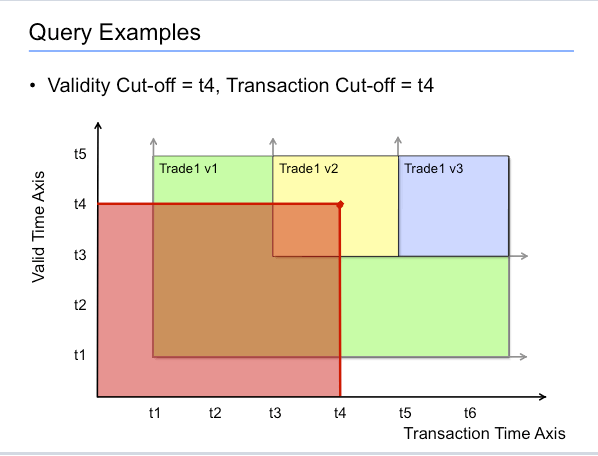 Query Examples
• Validity Cut-off = t4, Transaction Cut-off = t4
t5
Trade1 v1
Trade1 v2
Trade1 v3
t4
Valid Time Axis
t3
t2
t1
t1
t2
t3
t4
t5
t6
Transaction Time Axis